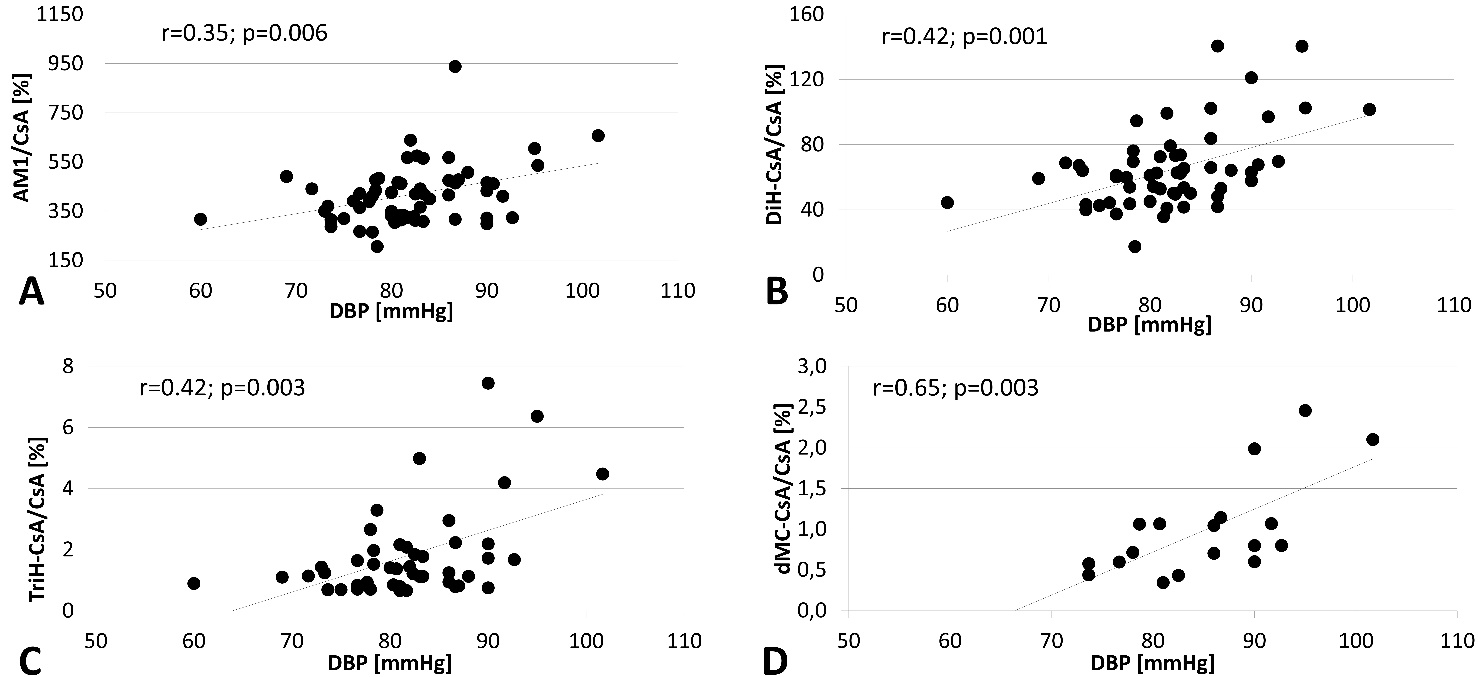 1150
r=0.35; p=0.006
950
750
550
350
150
AM1/CsA [%]
A
50 60 70 80 90 100 110
DBP [mmHg]
160
r=0.42; p=0.001
120
80
40
0
DiH-CsA/CsA [%]
B
50 60 70 80 90 100 110
DBP [mmHg]
8
r=0.42; p=0.003
6
4
2
0
TriH-CsA/CsA [%]
C
50 60 70 80 90 100 110
DBP [mmHg]
3,0
r=0.65; p=0.003
2,5
2,0
1,5
1,0
0,5
0,0
dMC-CsA/CsA [%]
D
50 60 70 80 90 100 110
DBP [mmHg]